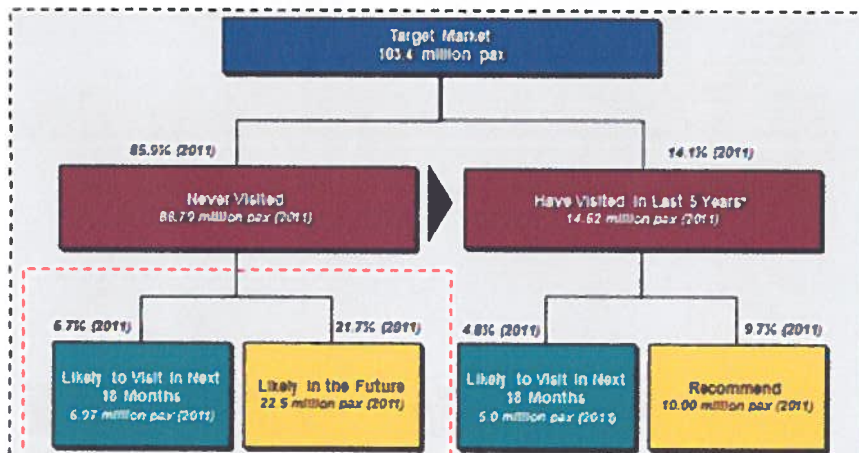 Target Market
103.4 million pax
85.9% (2011)
14.1% (2011)
Never Visited
88.79 million pax (2011)
Have Visited in Last 5 Years*
14.62 million pax (2011)
6.7% (2011)
21.7% (2011)
4.8% (2011)
9.7% (2011)
Likely to Visit in Next
18 Months
6.97 million pax (2011)
Likely in the Future
22.5 million pax (2011)
Likely to Visit in Next
18 Months
5.0 million pax (2011)
Recommend
10.00 million pax (2011)